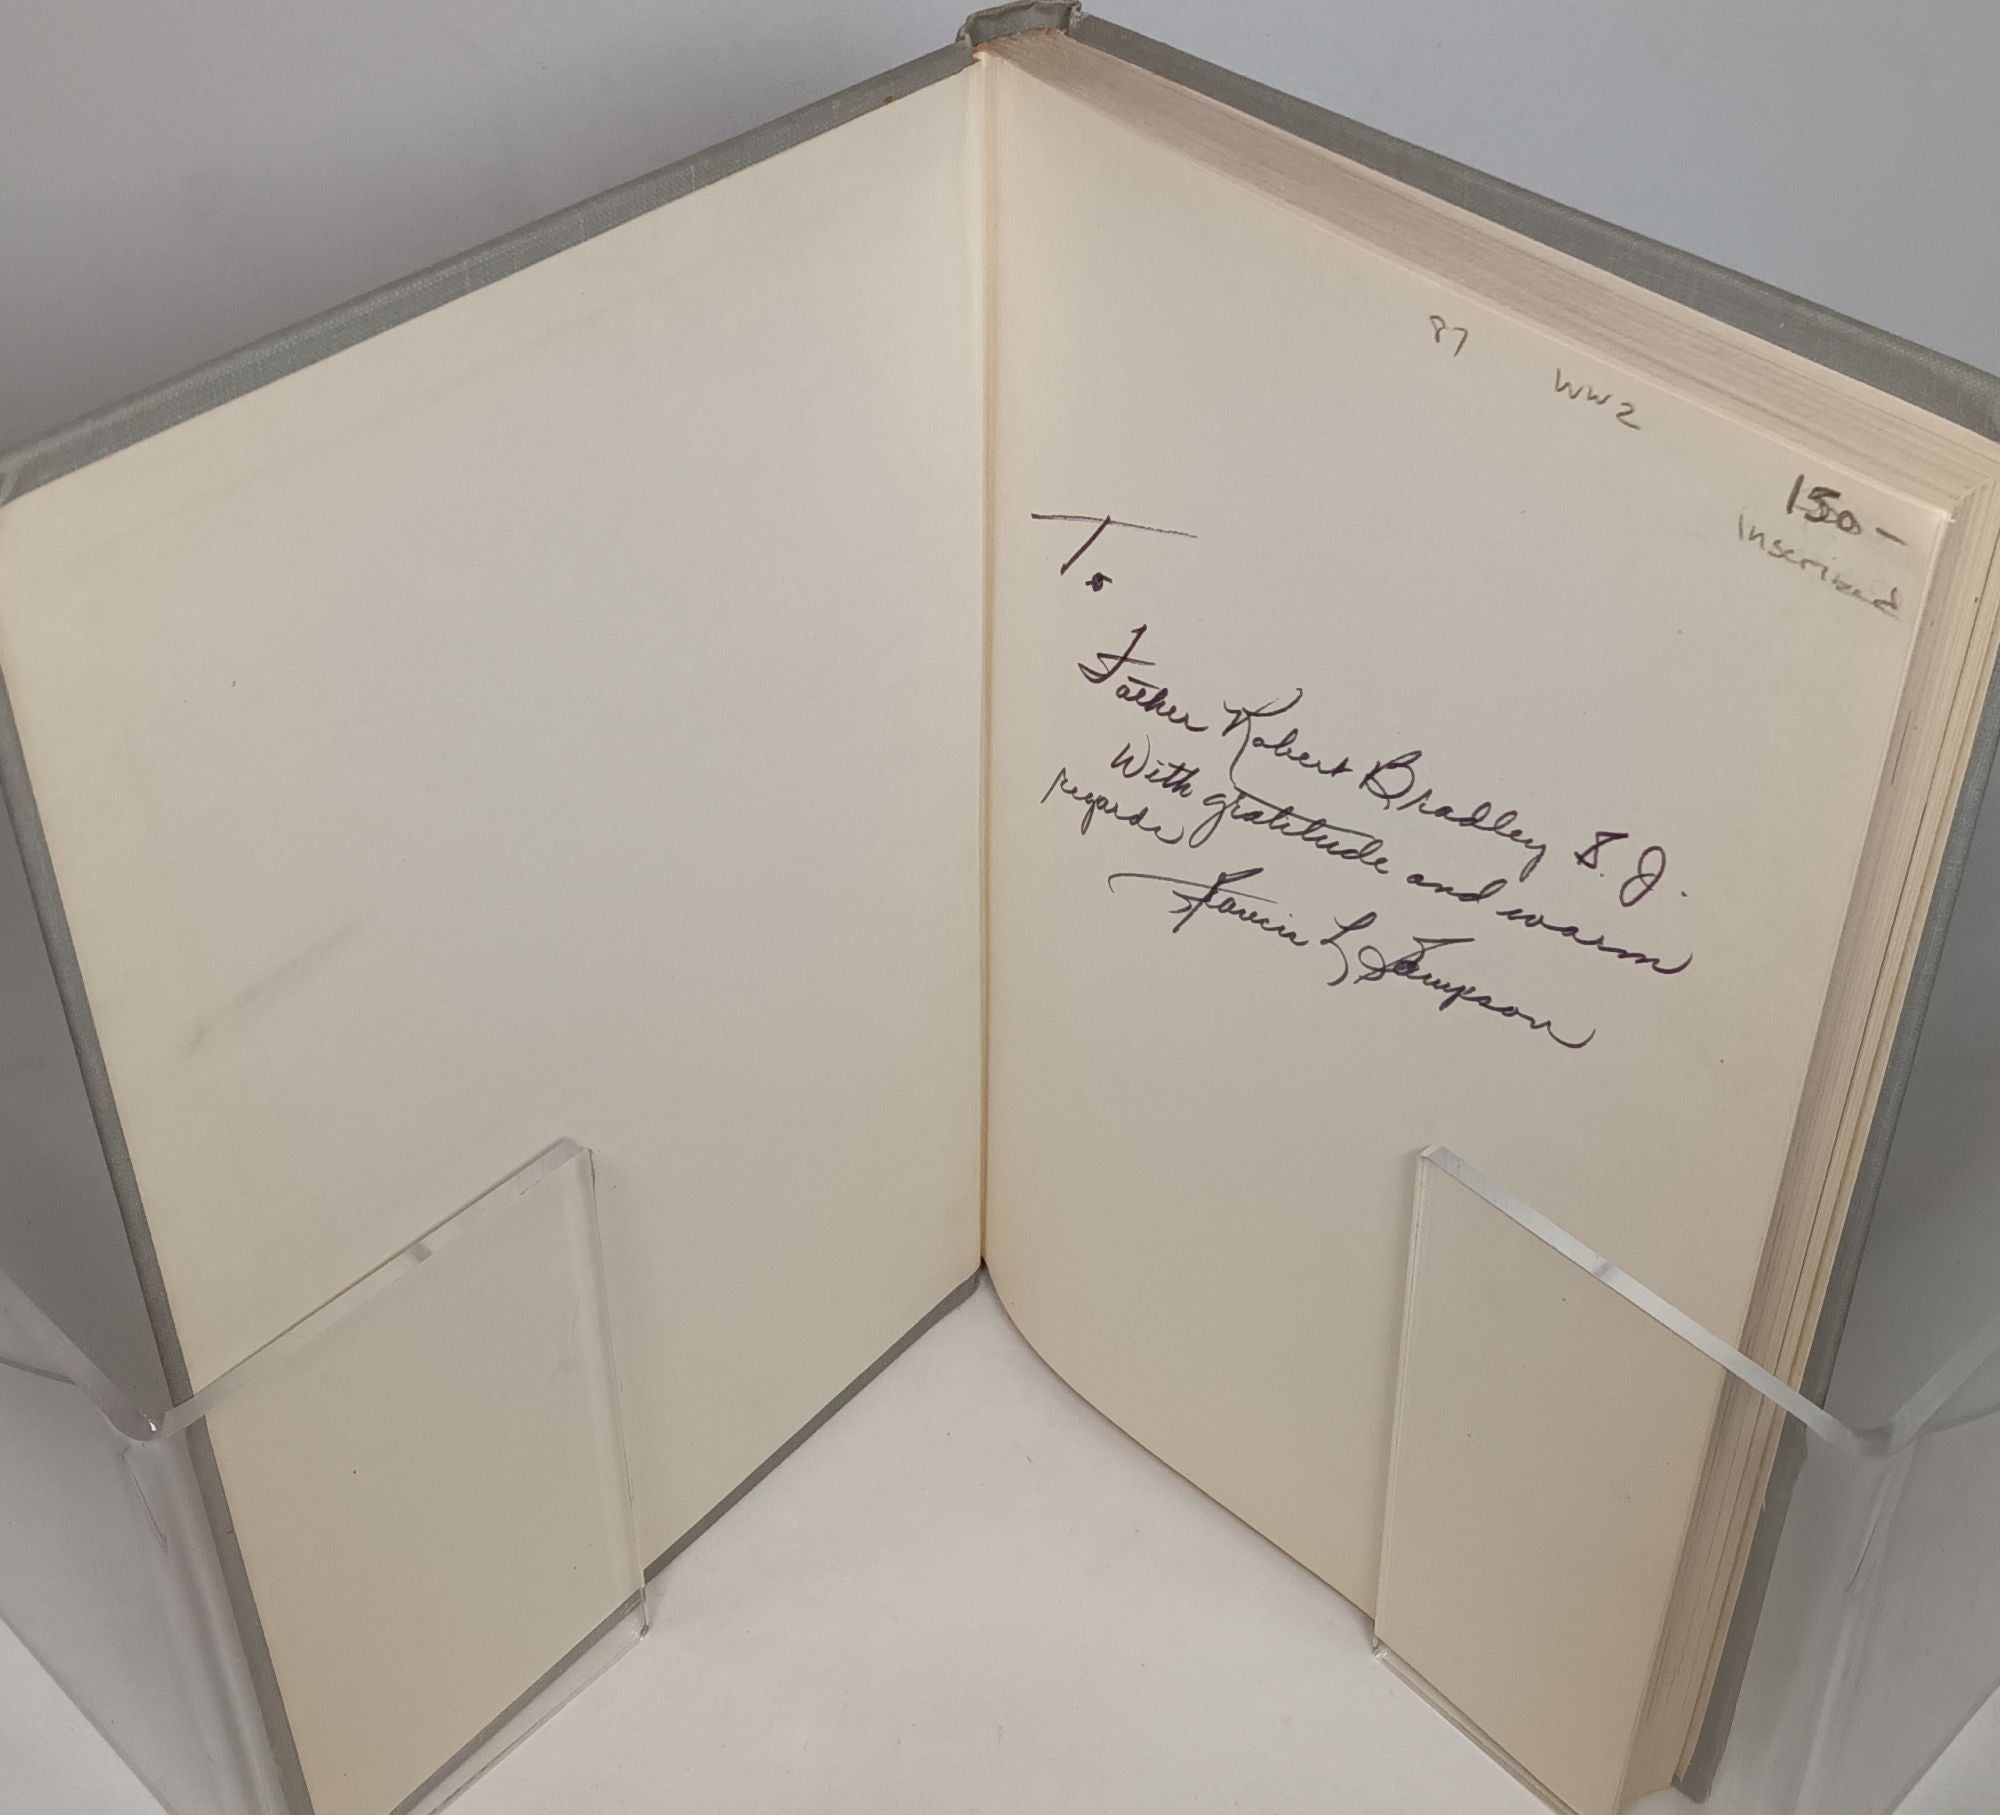 87
WW2
150-
Inscribed
To
Father Robert Bradley S.J.
With gratitude and warm
regards
Francis L Sampson